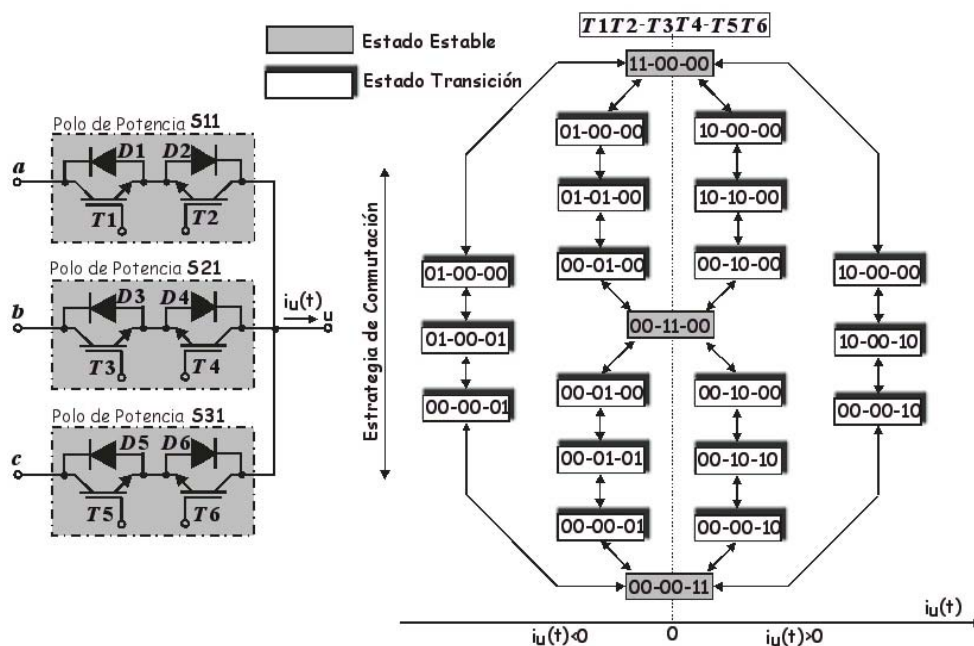 T1T2-T3T4-T5T6
Estado Estable
Estado Transición
Polo de Potencia S11
a
D1
D2
T1
T2
Polo de Potencia S21
b
D3
D4
T3
T4
iu(t)
u
Polo de Potencia S31
c
D5
D6
T5
T6
Estrategia de Conmutación
11-00-00
01-00-00
10-00-00
01-01-00
10-10-00
00-01-00
00-10-00
01-00-00
10-00-00
00-11-00
01-00-01
10-00-10
00-00-01
00-00-10
00-01-00
00-10-00
00-01-01
00-10-10
00-00-01
00-00-10
00-00-11
iu(t)
iu(t)<0
0
iu(t)>0